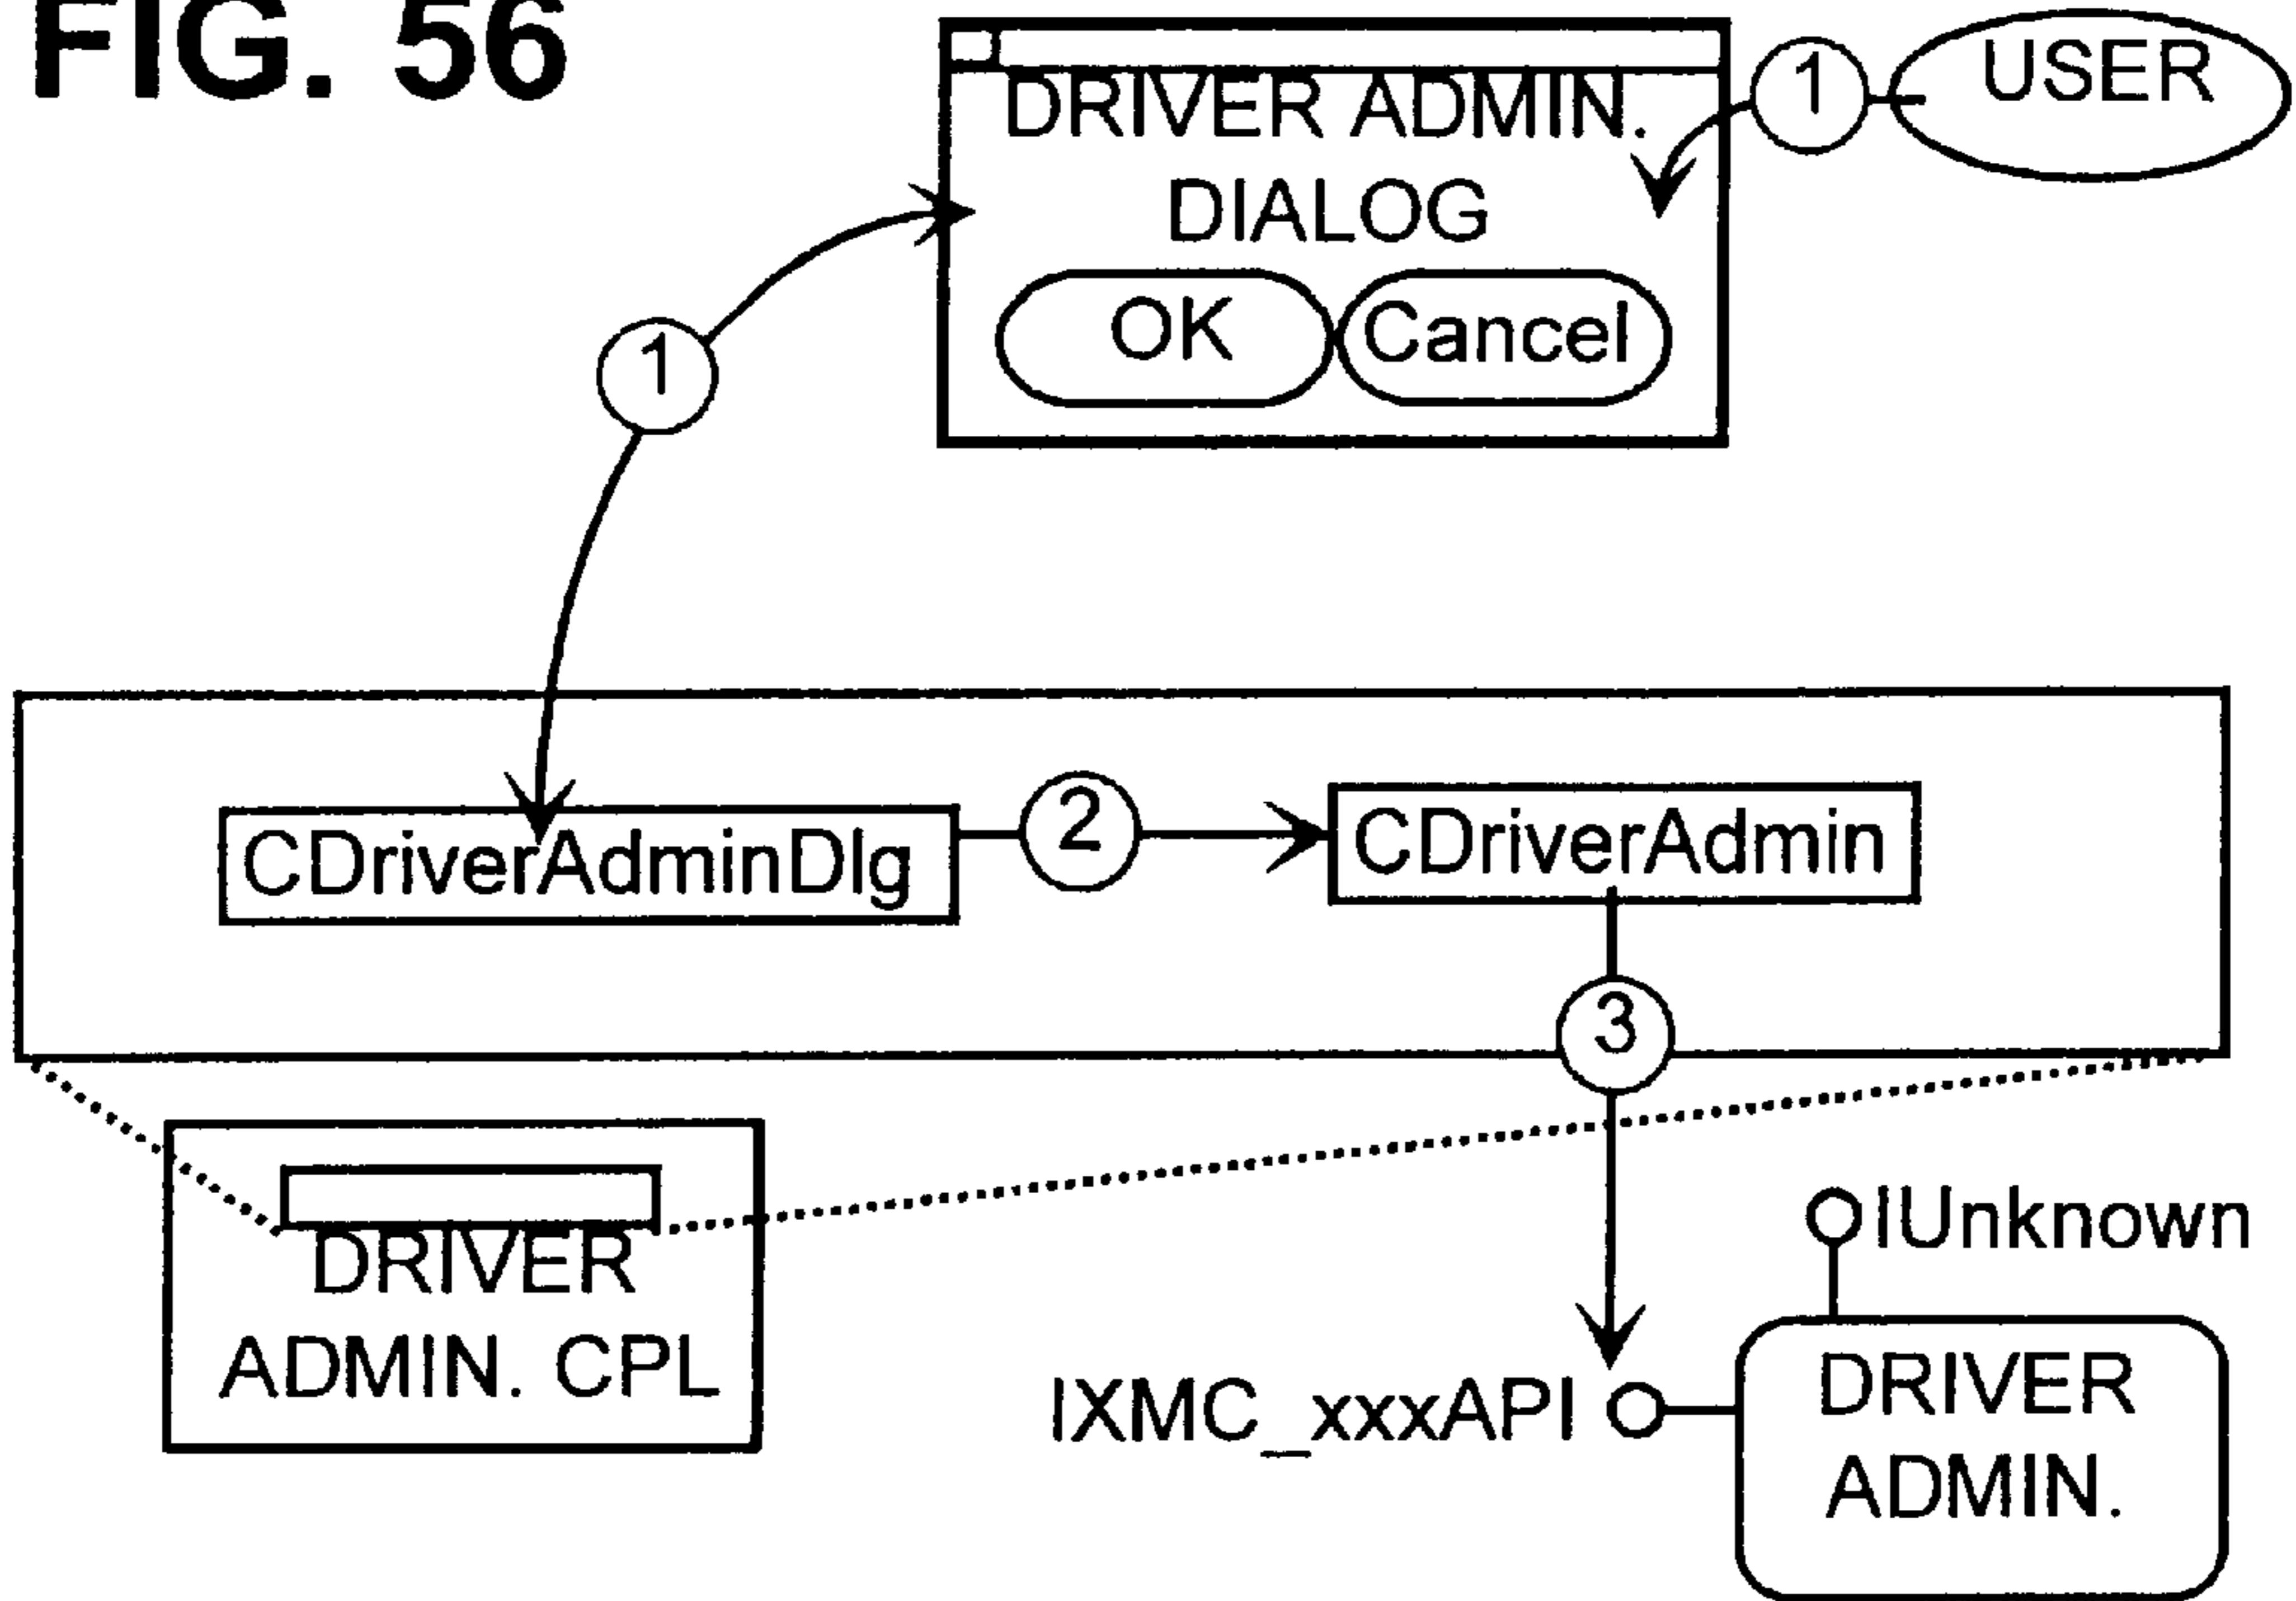 FIG. 56
DRIVER ADMIN.
DIALOG
OK
Cancel
1
USER
1
CDriverAdminDlg
2
CDriverAdmin
3
DRIVER
ADMIN. CPL
IUnknown
IXMC_xxxAPI
DRIVER
ADMIN.